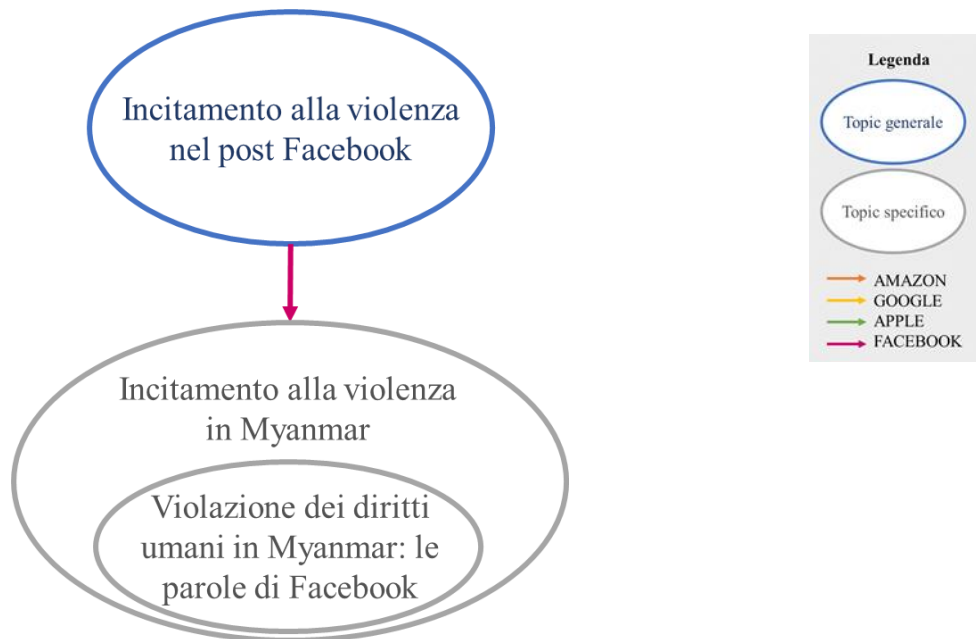 Incitamento alla violenza
nel post Facebook
Incitamento alla violenza
in Myanmar
Violazione dei diritti
umani in Myanmar: le
parole di Facebook
Legenda
Topic generale
Topic specifico
AMAZON
GOOGLE
APPLE
FACEBOOK